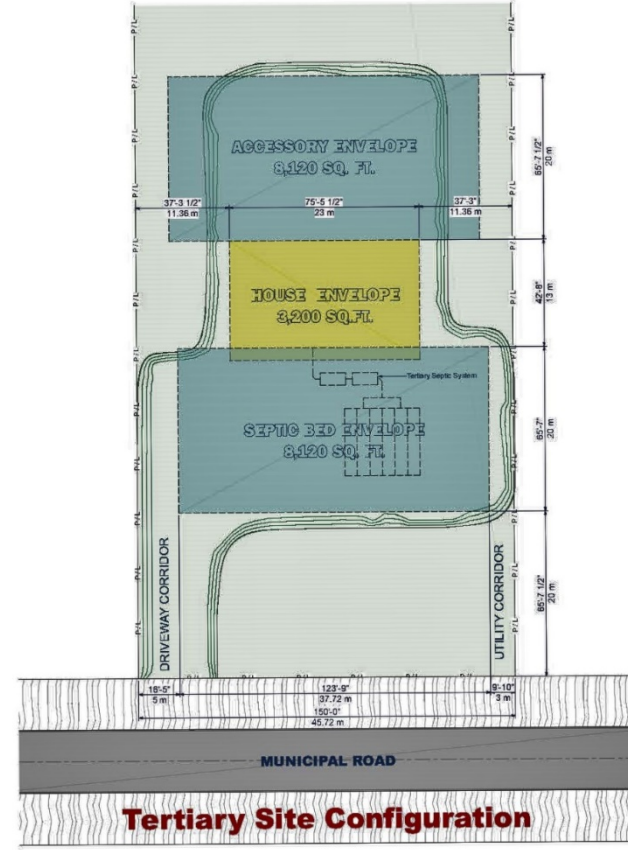 P/L
P/L
ACCESSORY ENVELOPE
8,120 SQ. FT.
65'-7 1/2"
20 m
37'-3 1/2"
11.36 m
75'-5 1/2"
23 m
37'-3"
11.36 m
HOUSE ENVELOPE
3,200 SQ.FT.
42'-8"
13 m
Tertiary Septic System
SEPTIC BED ENVELOPE
8,120 SQ. FT.
65'-7"
20 m
65'-7 1/2"
20 m
DRIVEWAY CORRIDOR
UTILITY CORRIDOR
16'-5"
5 m
123'-9"
37.72 m
9'-10"
3 m
150'-0"
45.72 m
MUNICIPAL ROAD
Tertiary Site Configuration